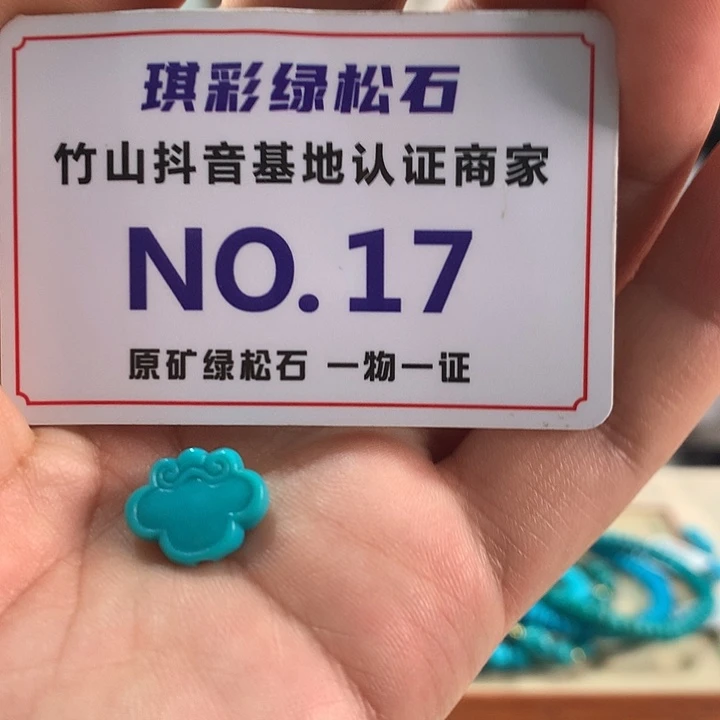 琪彩绿松石
竹山抖音基地认证商家
NO.17
原矿绿松石 一物一证